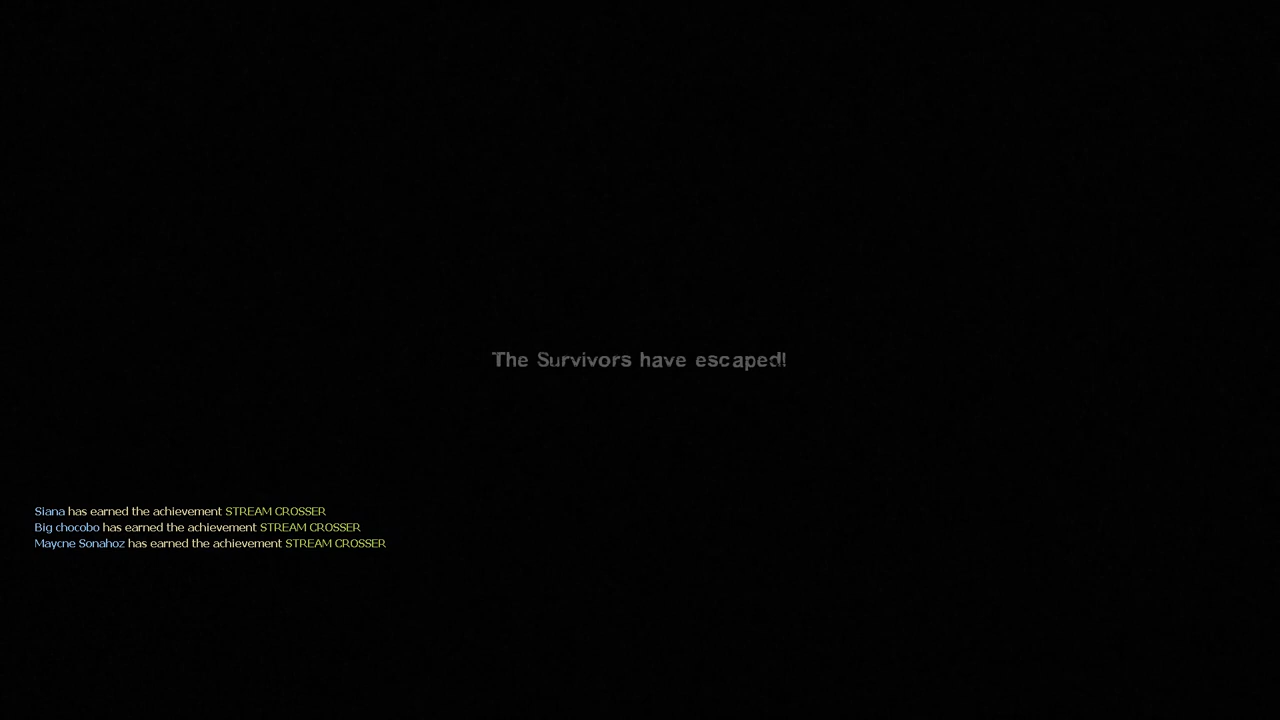 The Survivors have escaped!
Siana has earned the achievement STREAM CROSSER
Big chocobo has earned the achievement STREAM CROSSER
Maycne Sonahoz has earned the achievement STREAM CROSSER